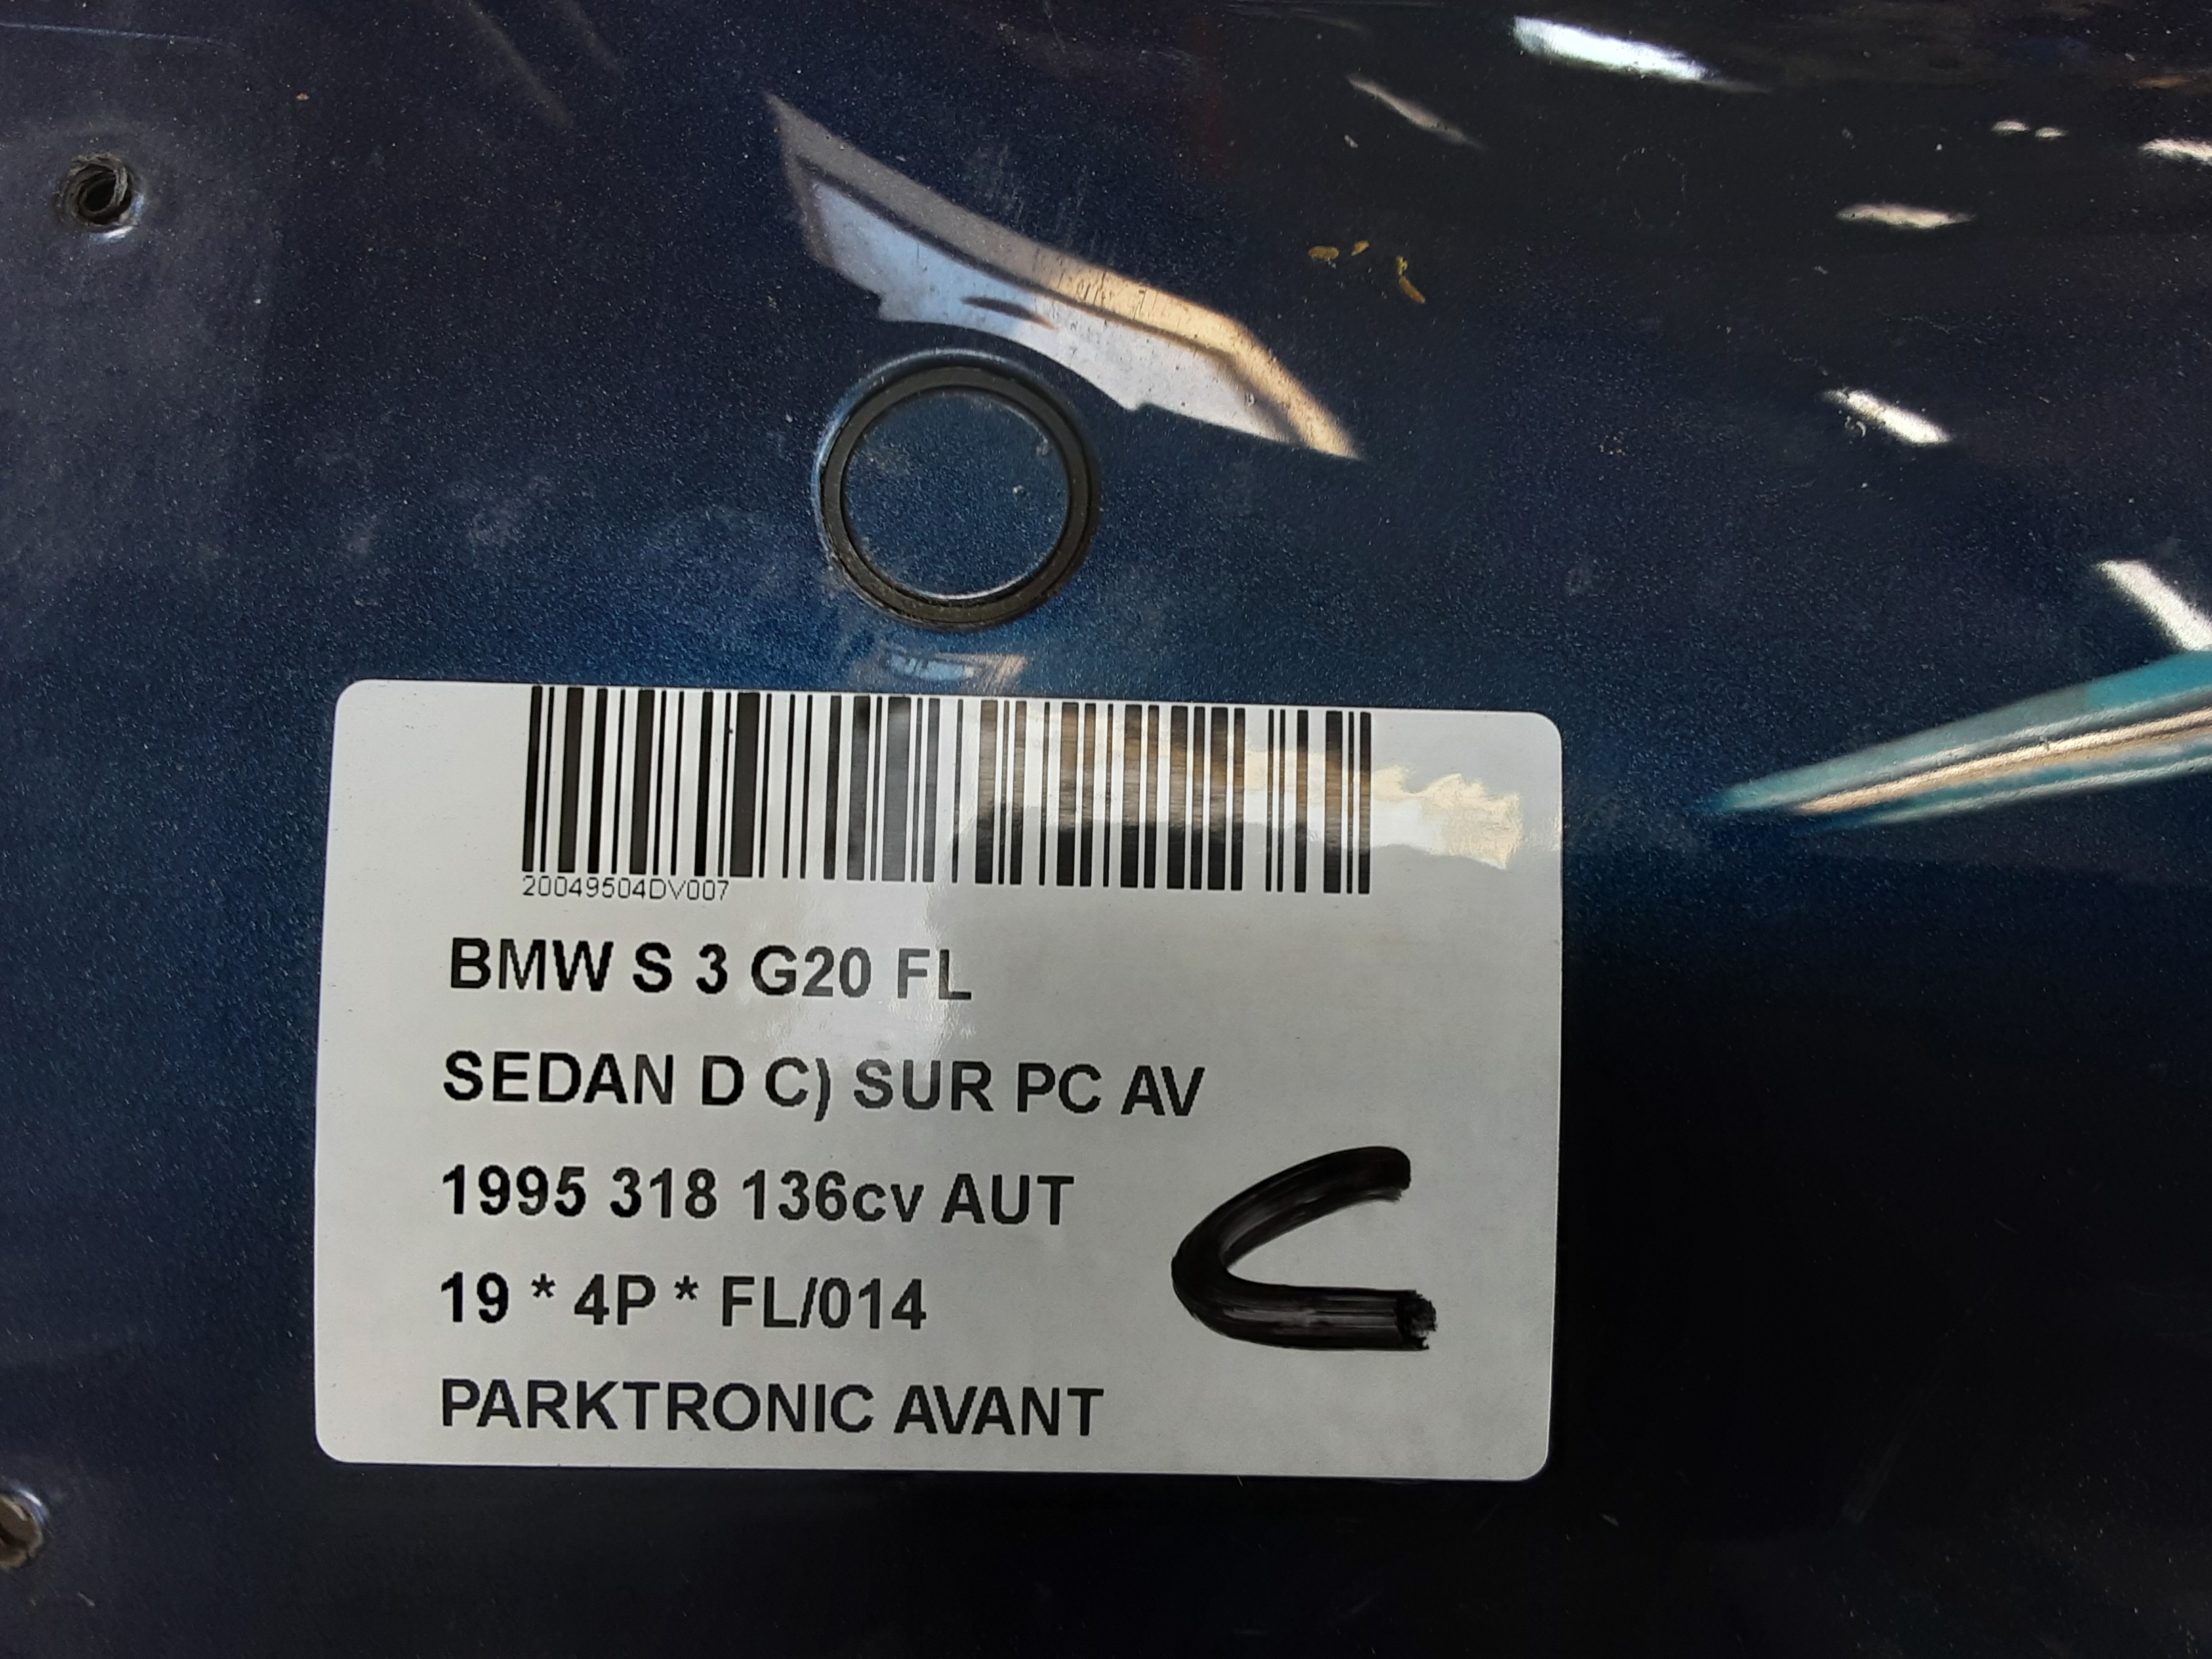 20049504DV007
BMW S 3 G20 FL
SEDAN D C) SUR PC AV
1995 318 136cv AUT
19 * 4P * FL/014
C
PARKTRONIC AVANT